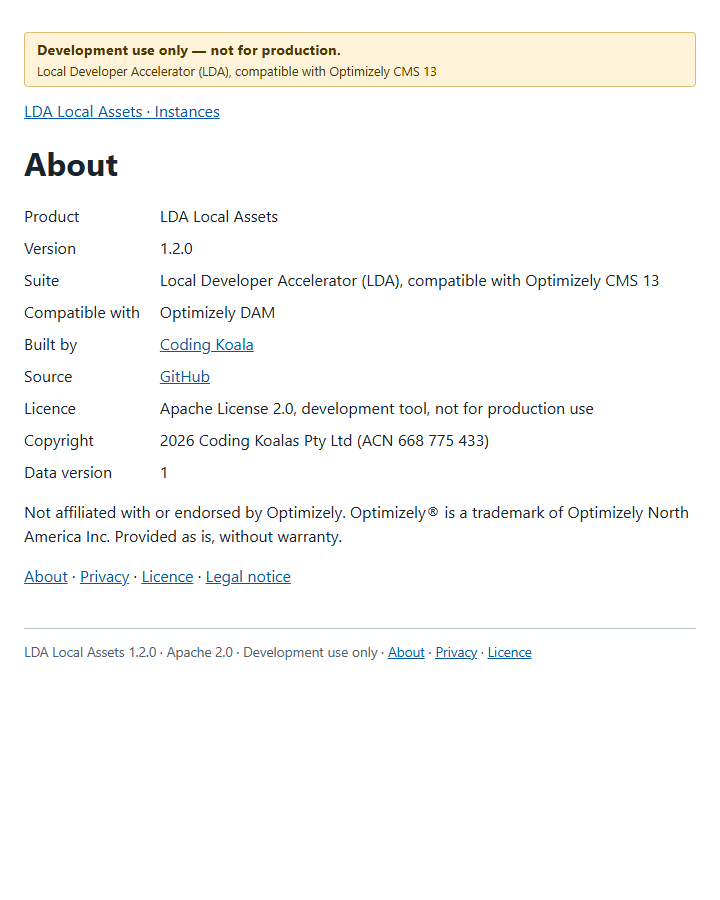 Development use only — not for production.
Local Developer Accelerator (LDA), compatible with Optimizely CMS 13
LDA Local Assets · Instances
About
Product LDA Local Assets
Version 1.2.0
Suite Local Developer Accelerator (LDA), compatible with Optimizely CMS 13
Compatible with Optimizely DAM
Built by Coding Koala
Source GitHub
Licence Apache License 2.0, development tool, not for production use
Copyright 2026 Coding Koalas Pty Ltd (ACN 668 775 433)
Data version 1
Not affiliated with or endorsed by Optimizely. Optimizely® is a trademark of Optimizely North
America Inc. Provided as is, without warranty.
About · Privacy · Licence · Legal notice
LDA Local Assets 1.2.0 · Apache 2.0 · Development use only · About · Privacy · Licence